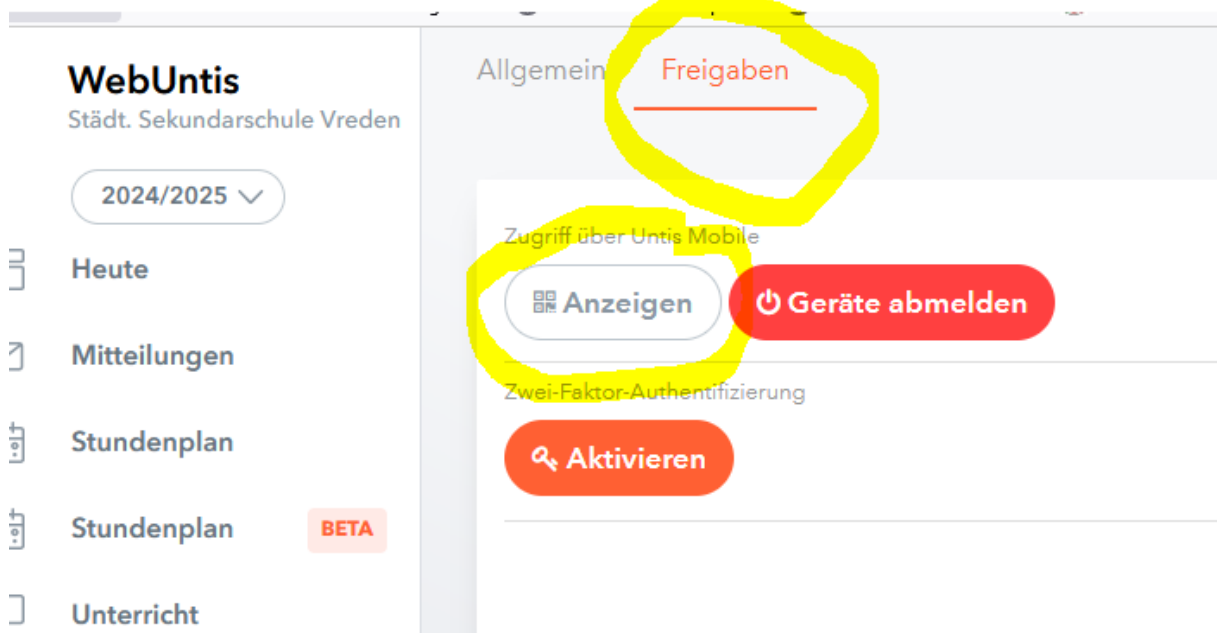 WebUntis
Städt. Sekundarschule Vreden
2024/2025
Heute
Mitteilungen
Stundenplan
Stundenplan BETA
Unterricht
Allgemein Freigaben
Zugriff über Untis Mobile
Anzeigen Geräte abmelden
Zwei-Faktor-Authentifizierung
Aktivieren